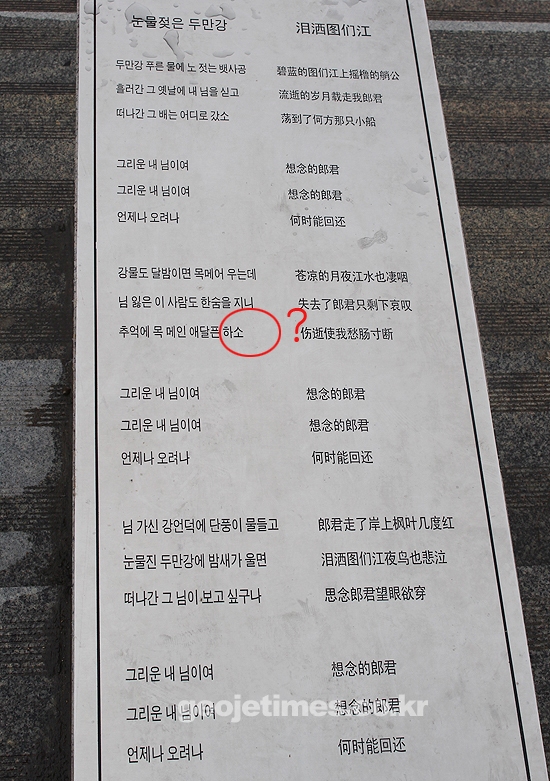 눈물젖은 두만강 泪洒图们江
두만강 푸른 물에 노 젓는 뱃사공 碧蓝的图们江上摇橹的艄公
흘러간 그 옛날에 내 님을 싣고 流逝的岁月载走我郎君
떠나간 그 배는 어디로 갔소 荡到了何方那只小船
그리운 내 님이여 想念的郎君
그리운 내 님이여 想念的郎君
언제나 오려나 何时能回还
강물도 달밤이면 목메어 우는데 苍凉的月夜江水也凄咽
님 잃은 이 사람도 한숨을 지니 失去了郎君只剩下哀叹
추억에 목 메인 애달픈 하소 ? 伤逝使我愁肠寸断
그리운 내 님이여 想念的郎君
그리운 내 님이여 想念的郎君
언제나 오려나 何时能回还
님 가신 강언덕에 단풍이 물들고 郎君走了岸上枫叶几度红
눈물진 두만강에 밤새가 울면 泪洒图们江夜鸟也悲泣
떠나간 그 님이 보고 싶구나 思念郎君望眼欲穿
그리운 내 님이여 想念的郎君
그리운 내 님이여 想念的郎君
언제나 오려나 何时能回还
geojetimes.co.kr